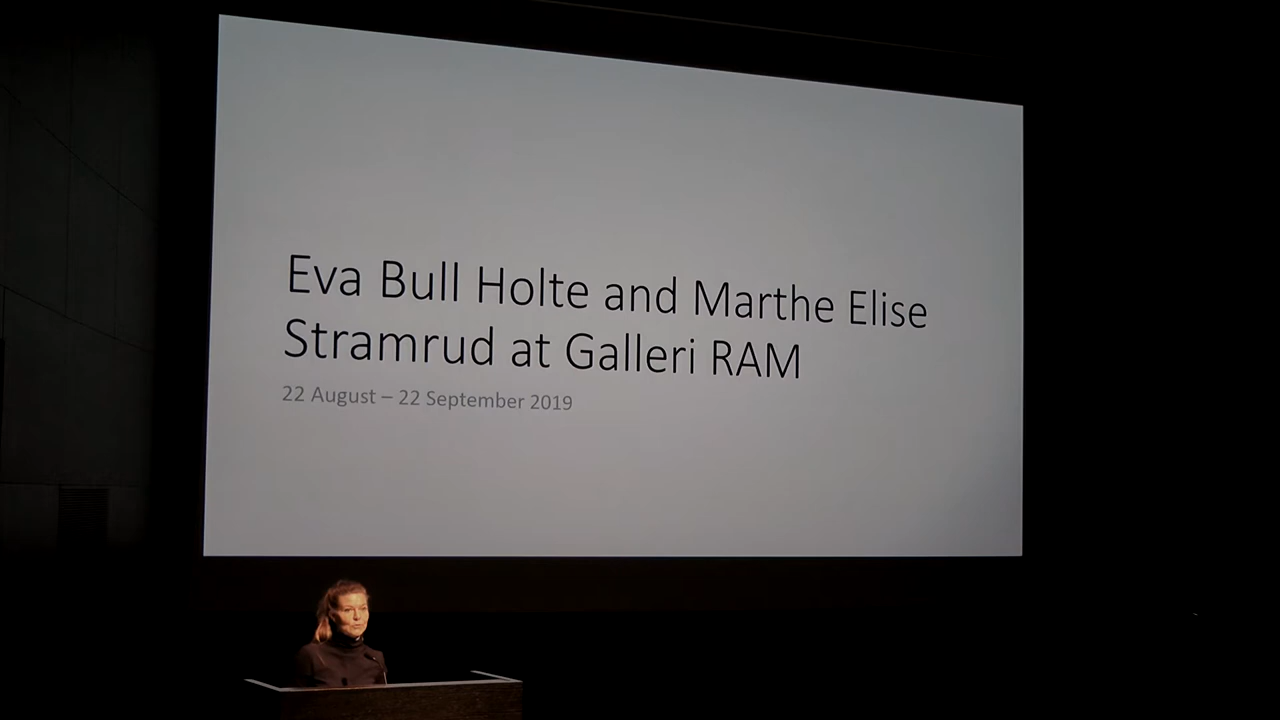 Eva Bull Holte and Marthe Elise
Stramrud at Galleri RAM
22 August – 22 September 2019